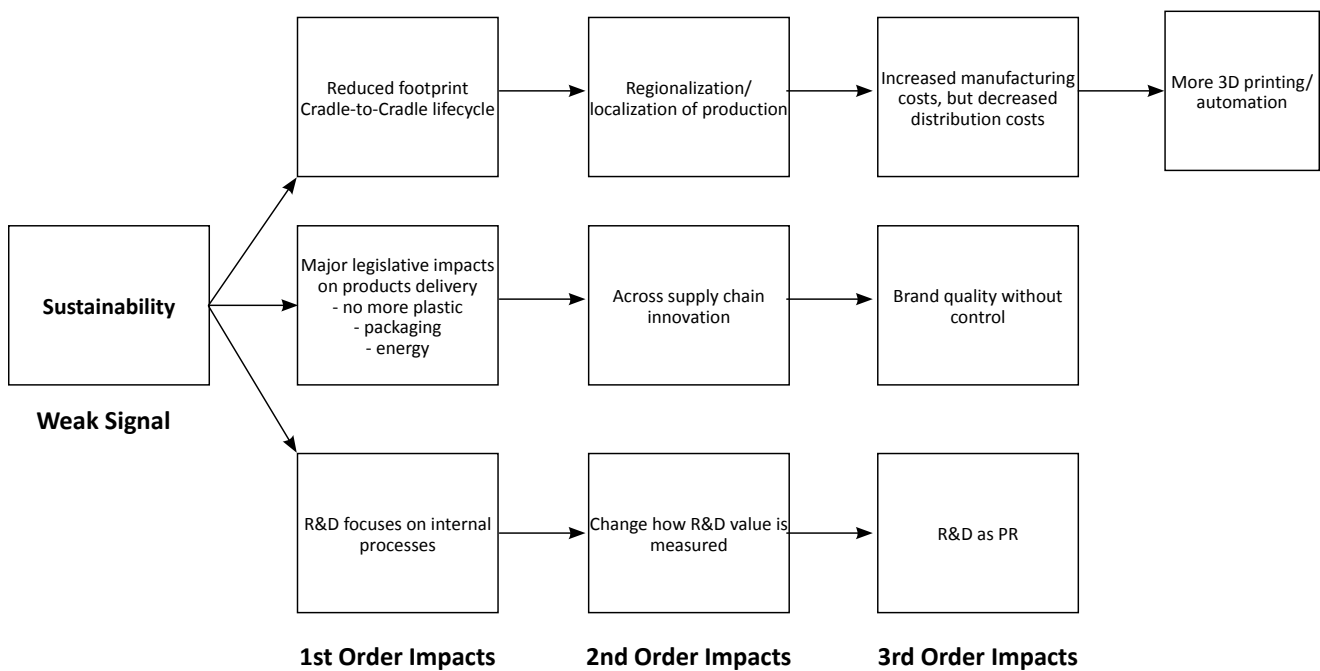 Reduced footprint
Cradle-to-Cradle lifecycle
Regionalization/
localization of production
Increased manufacturing
costs, but decreased
distribution costs
More 3D printing/
automation
Sustainability
Weak Signal
Major legislative impacts
on products delivery
- no more plastic
- packaging
- energy
Across supply chain
innovation
Brand quality without
control
R&D focuses on internal
processes
Change how R&D value is
measured
R&D as PR
1st Order Impacts
2nd Order Impacts
3rd Order Impacts